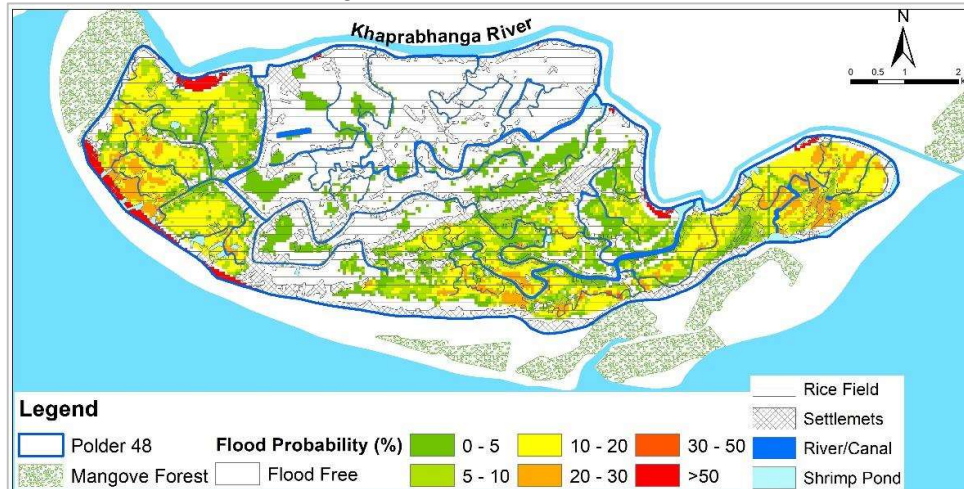 Khaprabhanga River
N
0 0.5 1 2
Legend
Polder 48
Mangove Forest
Flood Probability (%)
Flood Free
0 - 5
5 - 10
10 - 20
20 - 30
30 - 50
>50
Rice Field
Settlemets
River/Canal
Shrimp Pond